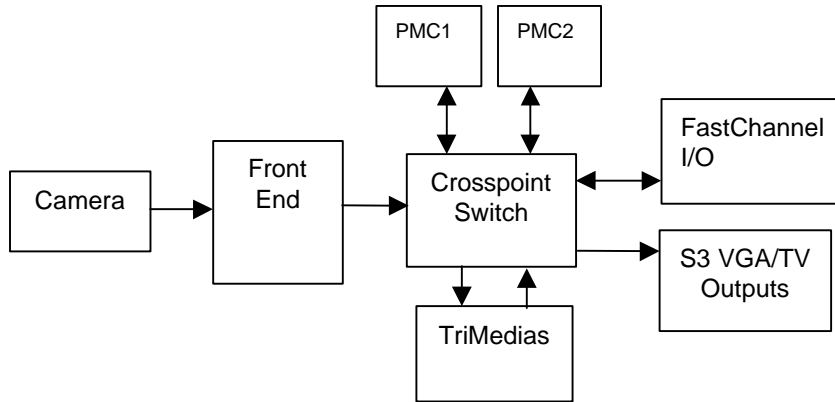 PMC1
PMC2
FastChannel
I/O
Front
End
Camera
Crosspoint
Switch
S3 VGA/TV
Outputs
TriMedias